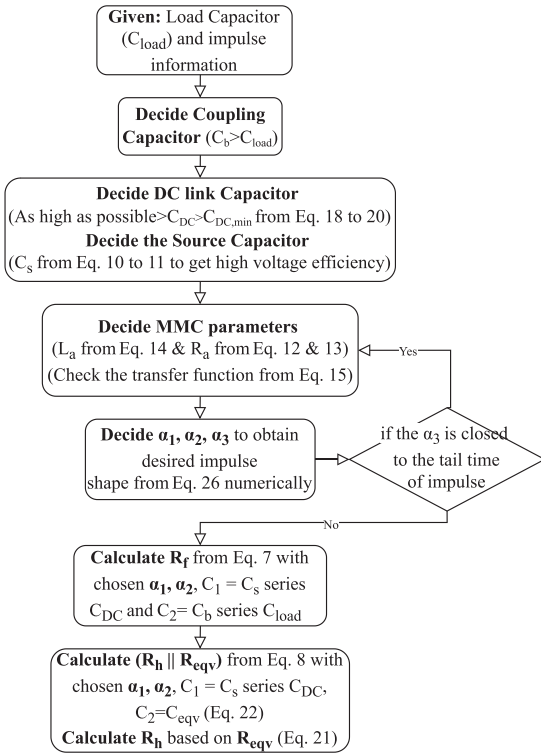 Given: Load Capacitor
(Cload) and impulse
information
Decide Coupling
Capacitor (Cb>Cload)
Decide DC link Capacitor
(As high as possible>CDC>CDC,min from Eq. 18 to 20)
Decide the Source Capacitor
(Cs from Eq. 10 to 11 to get high voltage efficiency)
Decide MMC parameters
(La from Eq. 14 & Ra from Eq. 12 & 13)
(Check the transfer function from Eq. 15)
Yes
Decide α1, α2, α3 to obtain
desired impulse
shape from Eq. 26 numerically
if the α3 is closed
to the tail time
of impulse
No
Calculate Rf from Eq. 7 with
chosen α1, α2, C1 = Cs series
CDC and C2= Cb series Cload
Calculate (Rh || Reqv) from Eq. 8 with
chosen α1, α2, C1 = Cs series CDC,
C2=Ceqv (Eq. 22)
Calculate Rh based on Reqv (Eq. 21)